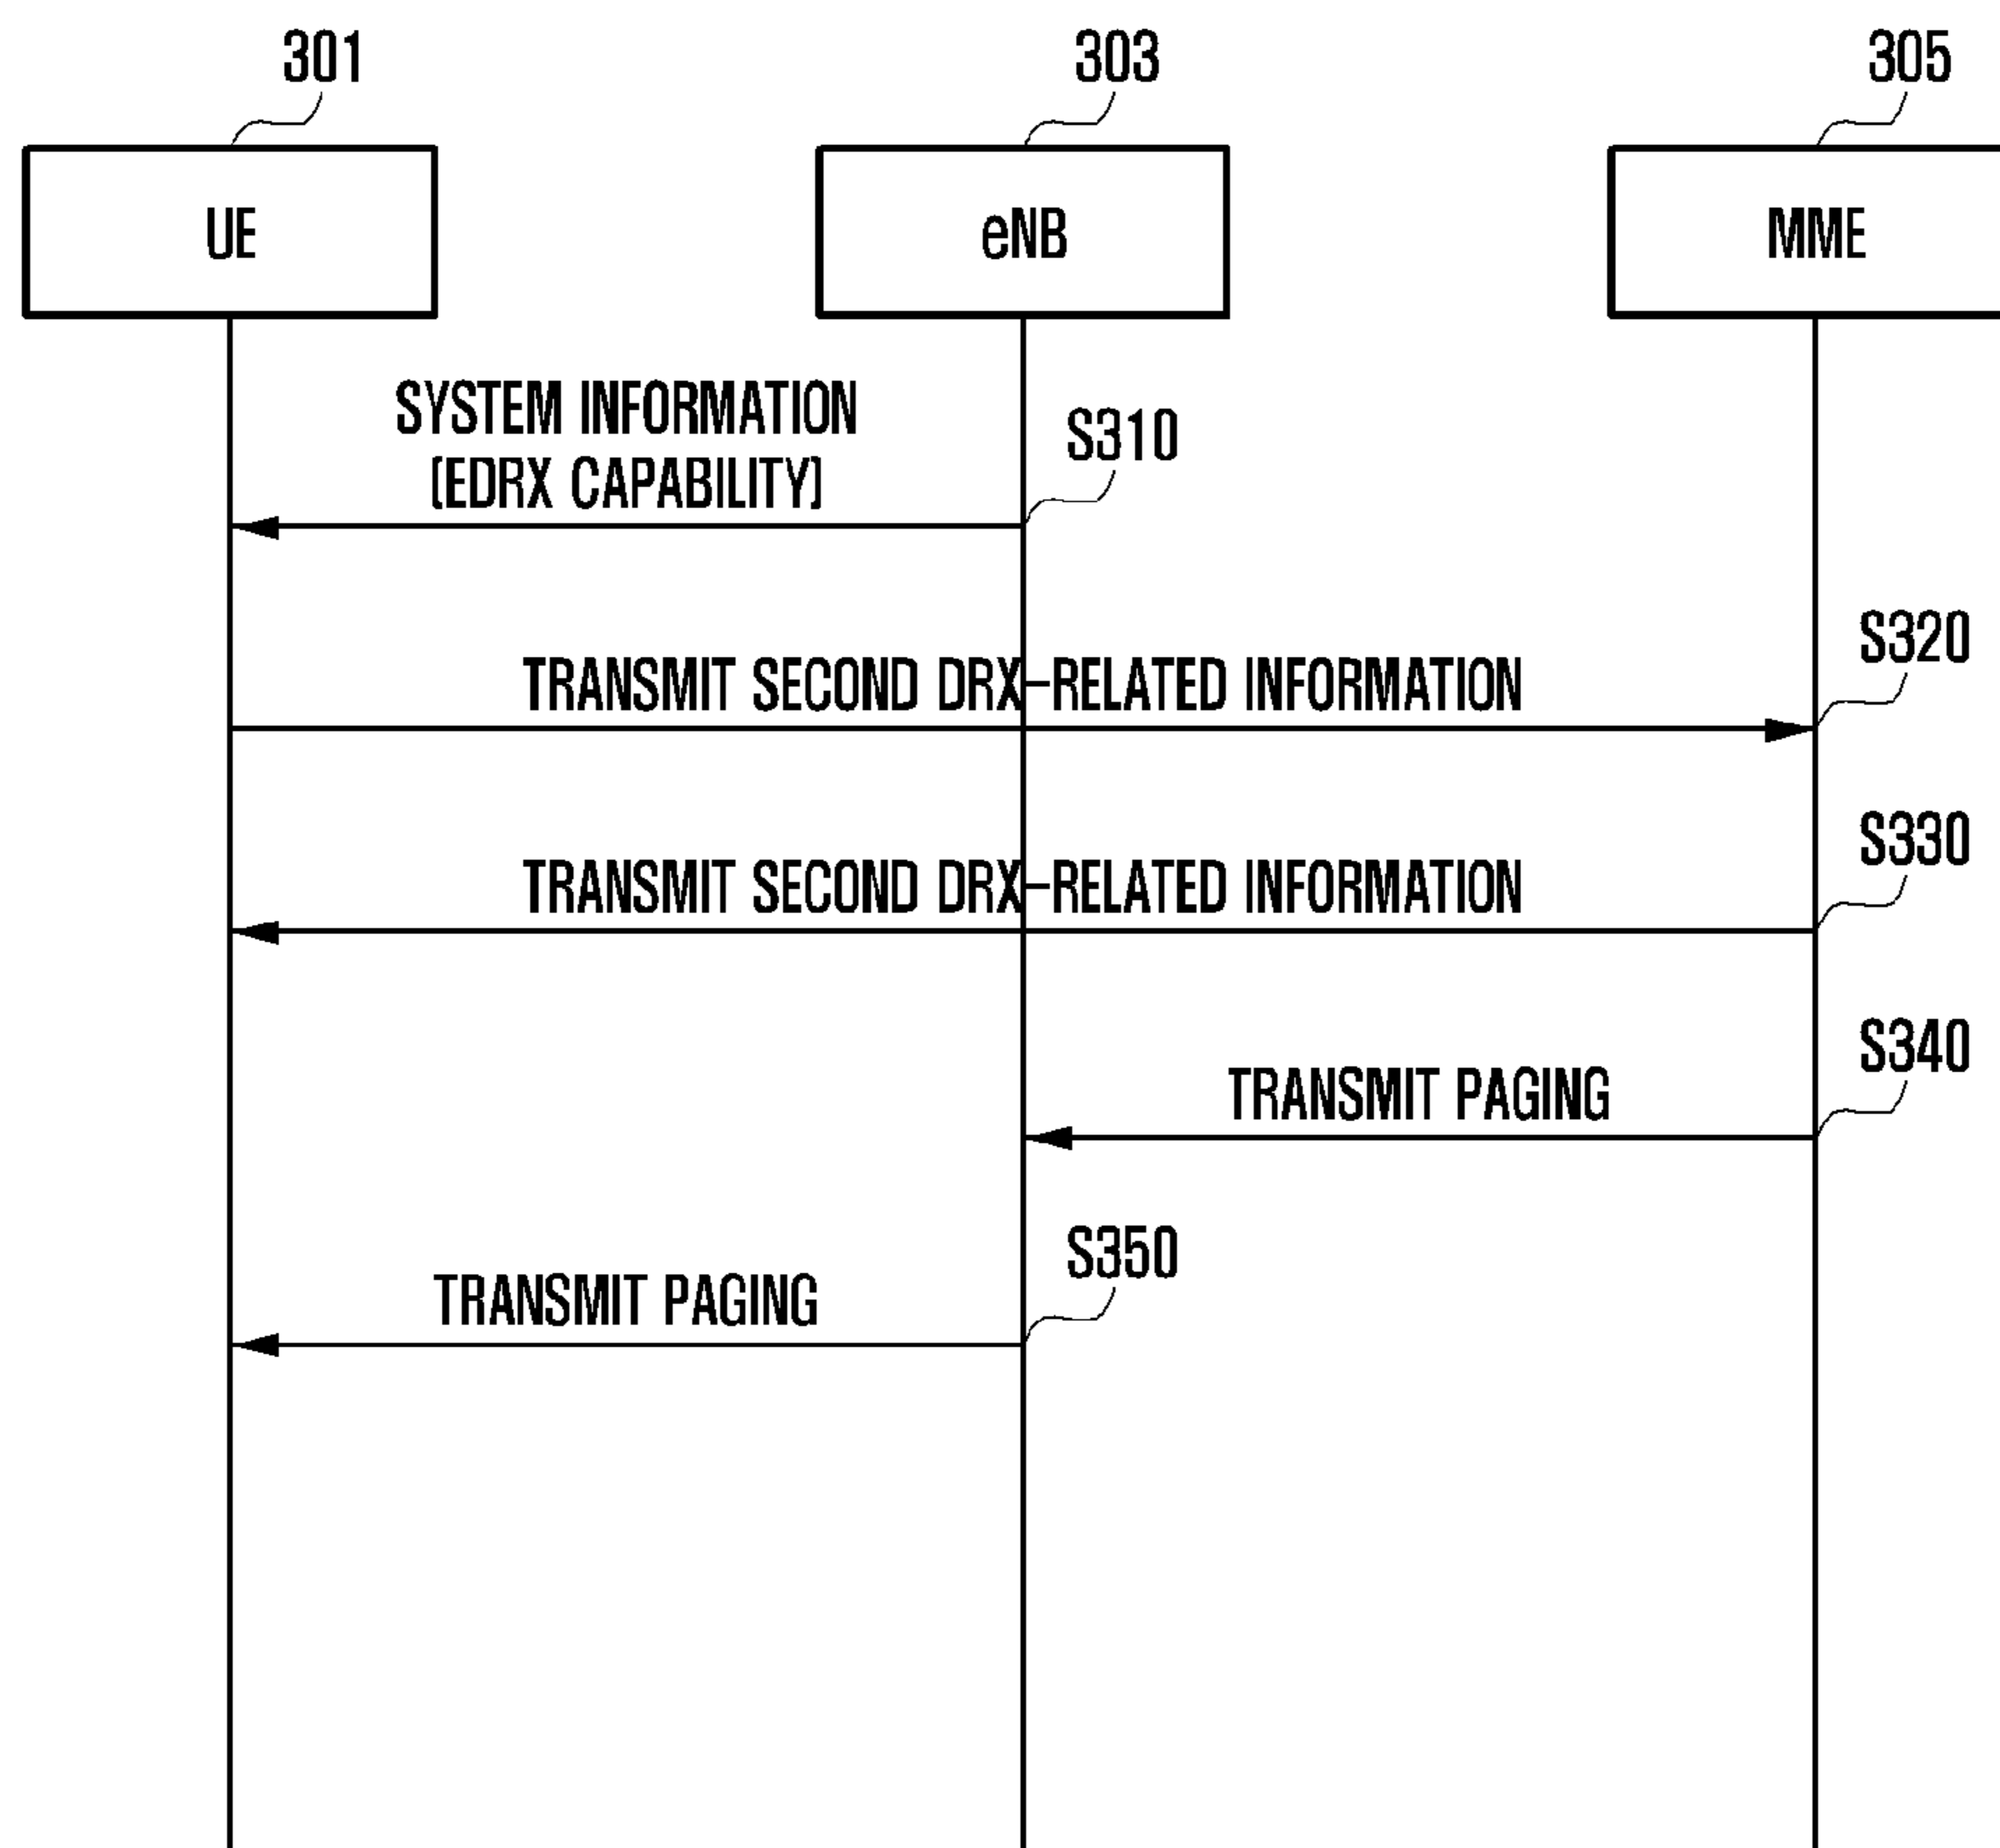 301
303
305
UE
eNB
MME
SYSTEM INFORMATION
(EDRX CAPABILITY)
S310
S320
TRANSMIT SECOND DRX-RELATED INFORMATION
S330
TRANSMIT SECOND DRX-RELATED INFORMATION
S340
TRANSMIT PAGING
S350
TRANSMIT PAGING